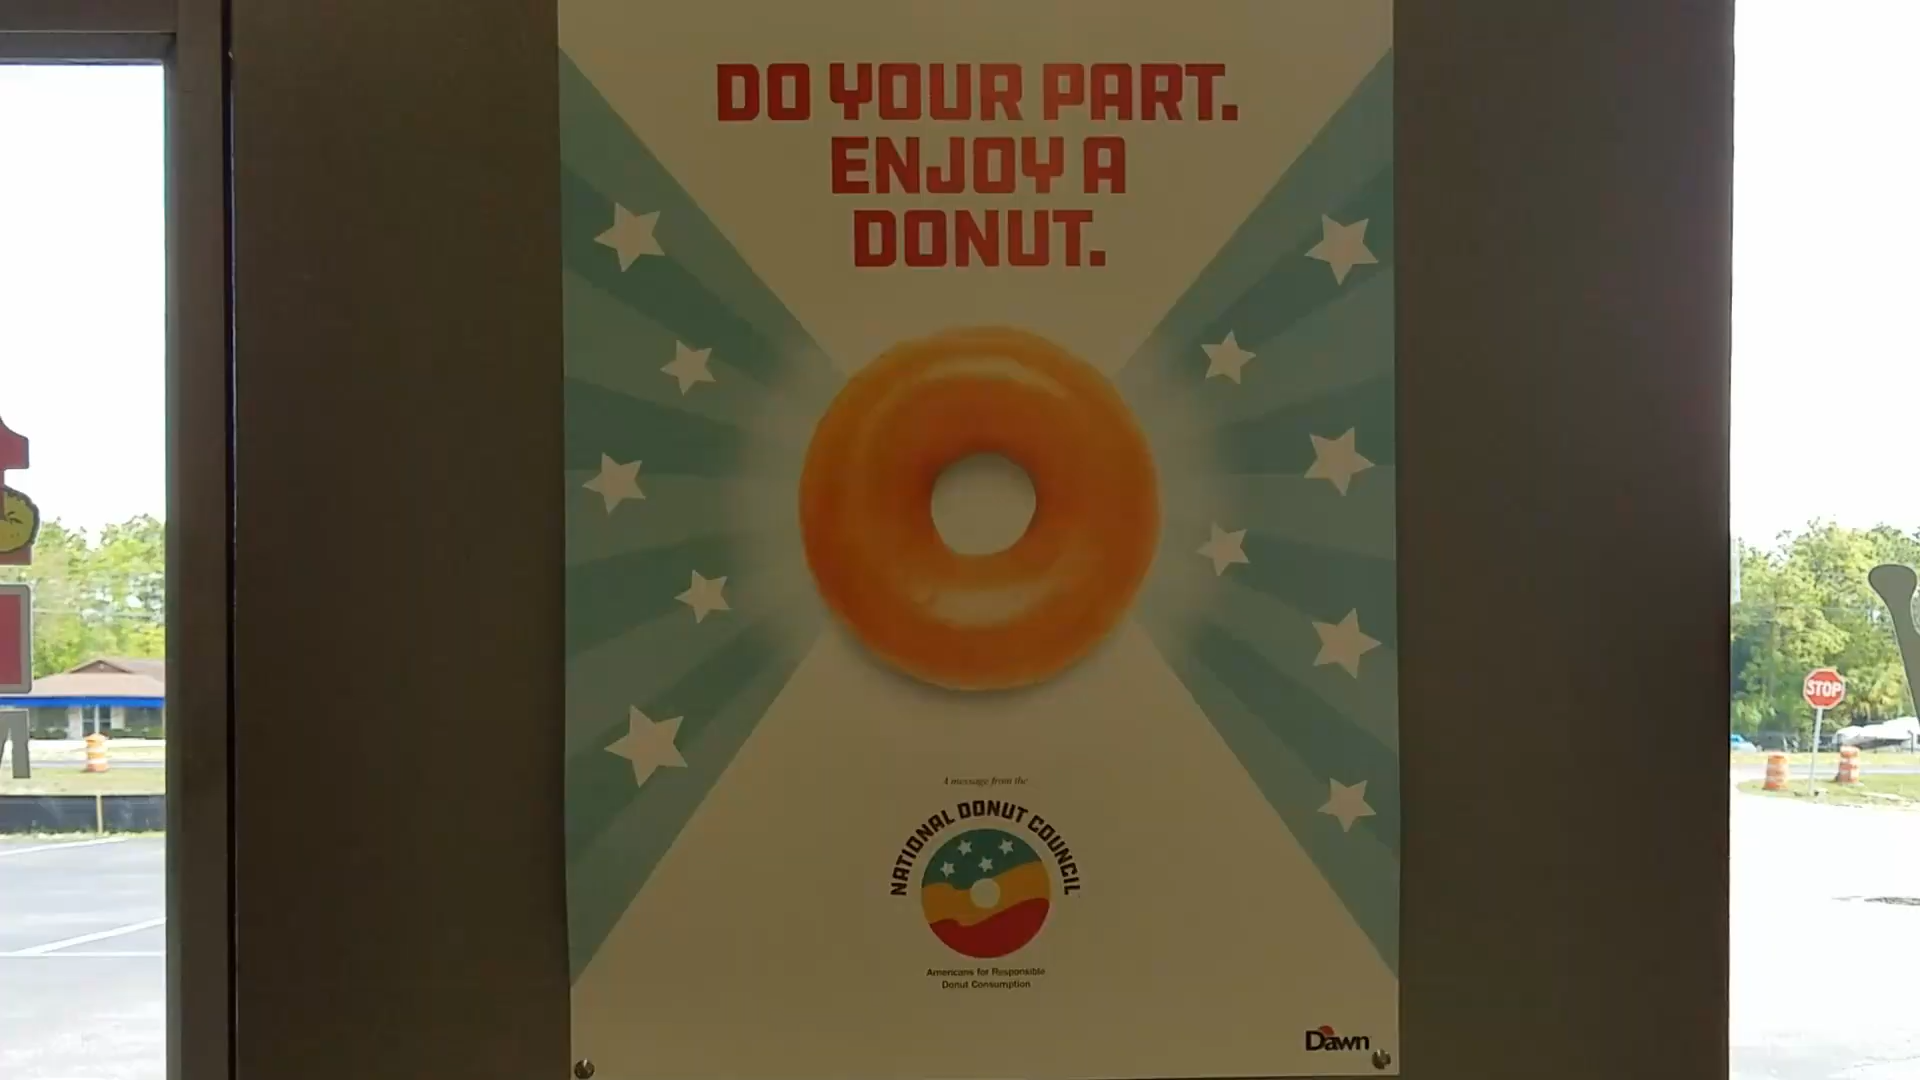 DO YOUR PART.
ENJOY A
DONUT.
A message from the
NATIONAL DONUT COUNCIL
Americans for Responsible
Donut Consumption
Dawn
STOP